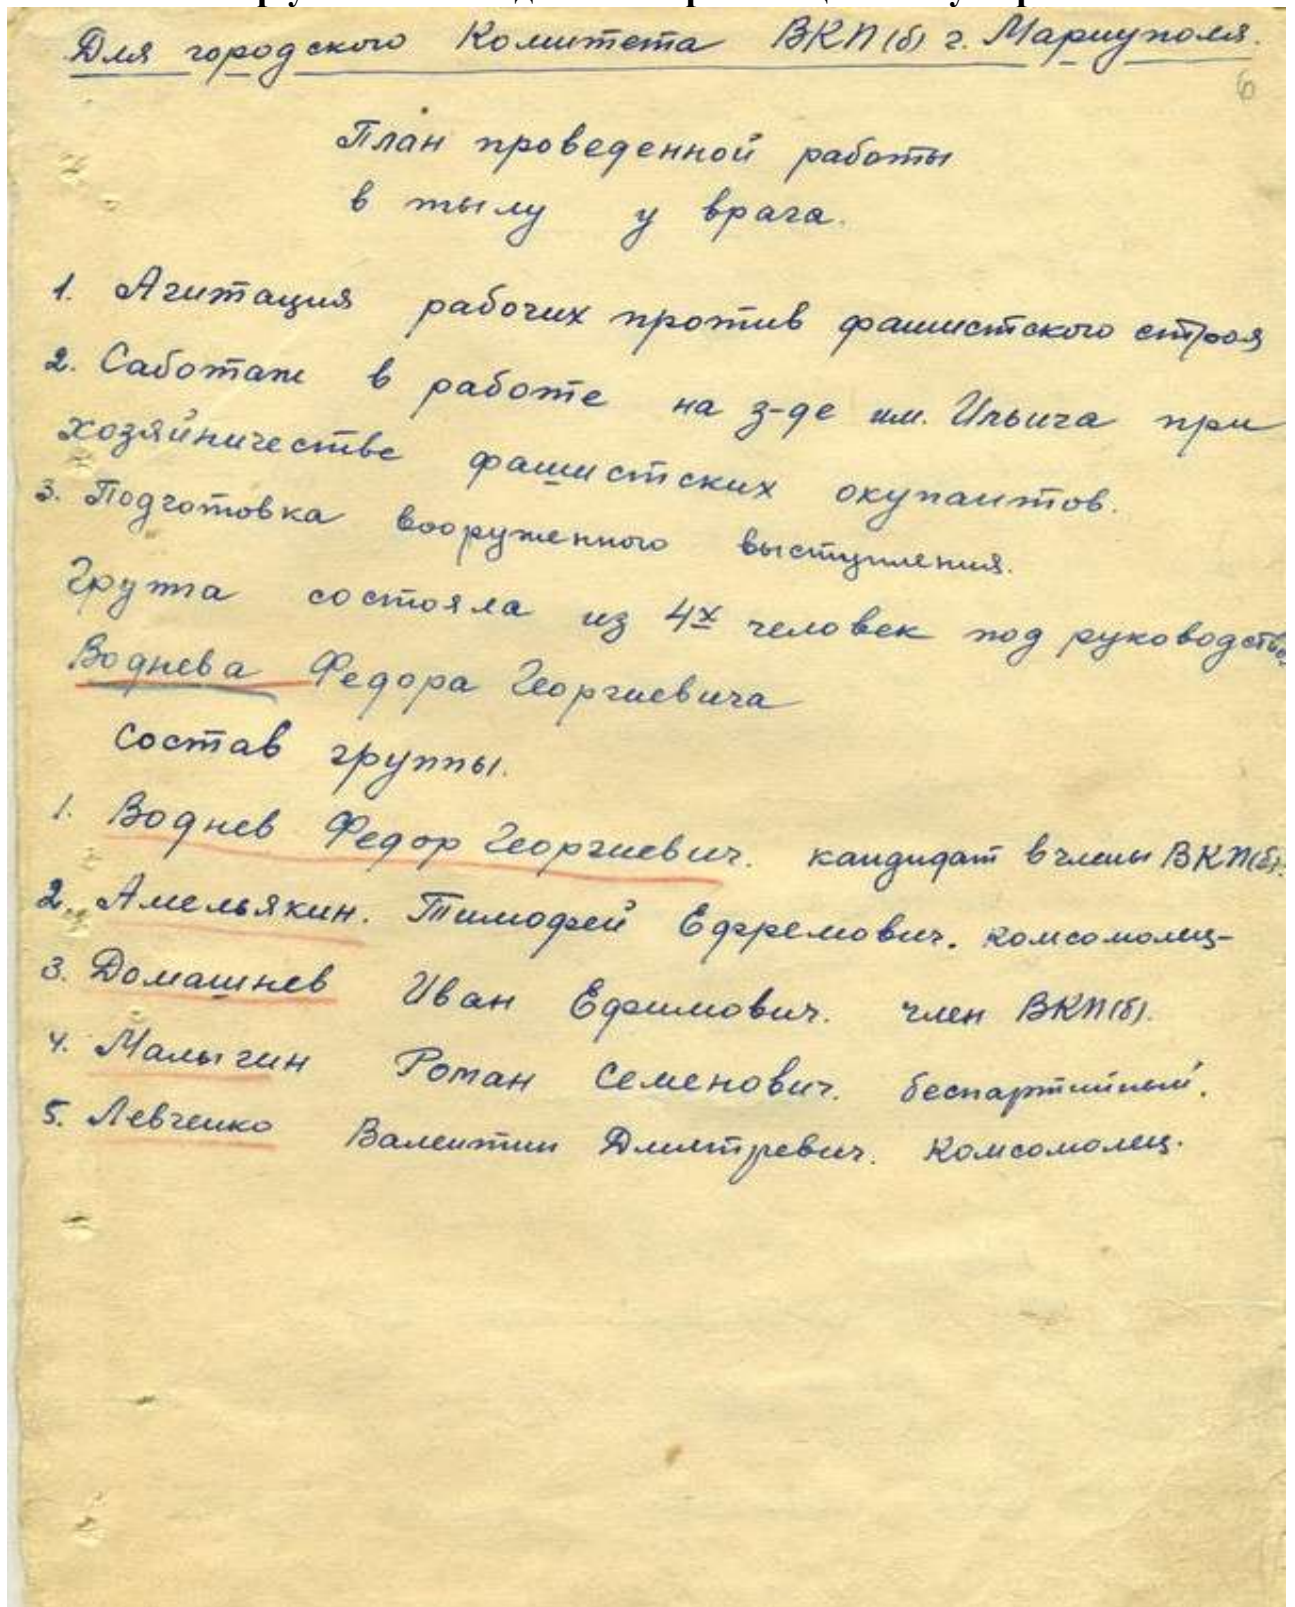 Для городского Комитета ВКП(б) г. Мариуполя.
6
План проведенной работы
в тылу у врага.
1. Агитация рабочих против фашистского строя
2. Саботаж в работе на з-де им. Ильича при
хозяйничестве фашистских окупантов.
3. Подготовка вооруженного выступления.
Група состояла из 4х человек под руководством
Воднева Федора Георгиевича
Состав группы.
1. Воднев Федор Георгиевич. кандидат в члены ВКП(б).
2. Амельякин. Тимофей Ефремович. комсомолец-
3. Домашнев Иван Ефимович. член ВКП(б).
4. Малыгин Роман Семенович. беспартийный.
5. Левченко Валентин Дмитревич. Комсомолец.